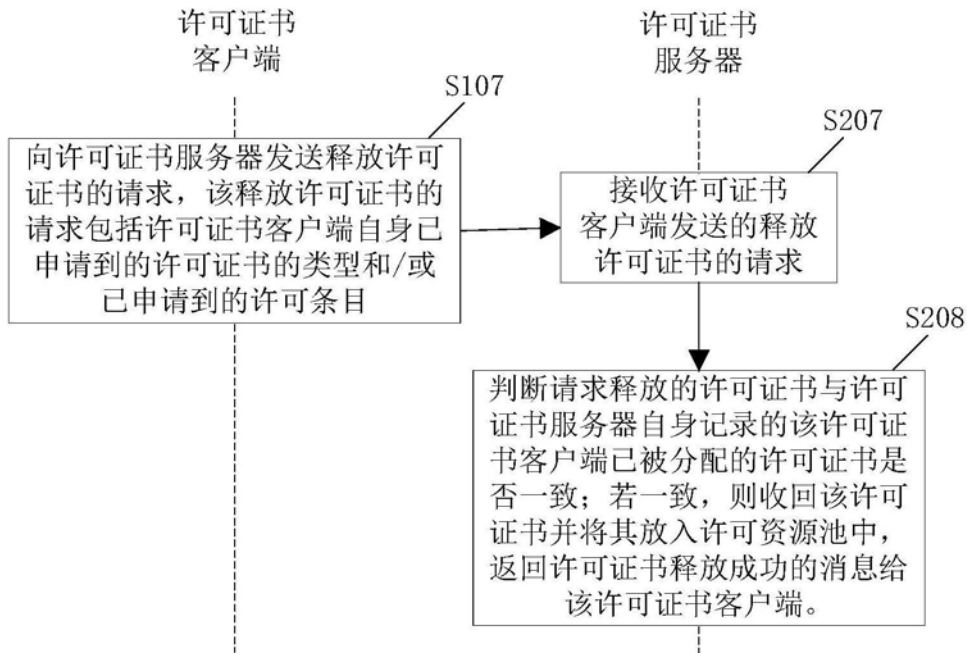 许可证书
客户端
许可证书
服务器
S107
向许可证书服务器发送释放许可
证书的请求，该释放许可证书的
请求包括许可证书客户端自身已
申请到的许可证书的类型和/或
已申请到的许可条目
S207
接收许可证书
客户端发送的释放
许可证书的请求
S208
判断请求释放的许可证书与许可
证书服务器自身记录的该许可证
书客户端已被分配的许可证书是
否一致；若一致，则收回该许可
证书并将其放入许可资源池中，
返回许可证书释放成功的消息给
该许可证书客户端。